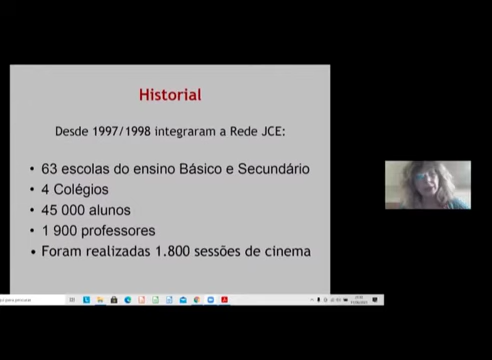 Historial
Desde 1997/1998 integraram a Rede JCE:
• 63 escolas do ensino Básico e Secundário
• 4 Colégios
• 45 000 alunos
• 1 900 professores
• Foram realizadas 1.800 sessões de cinema